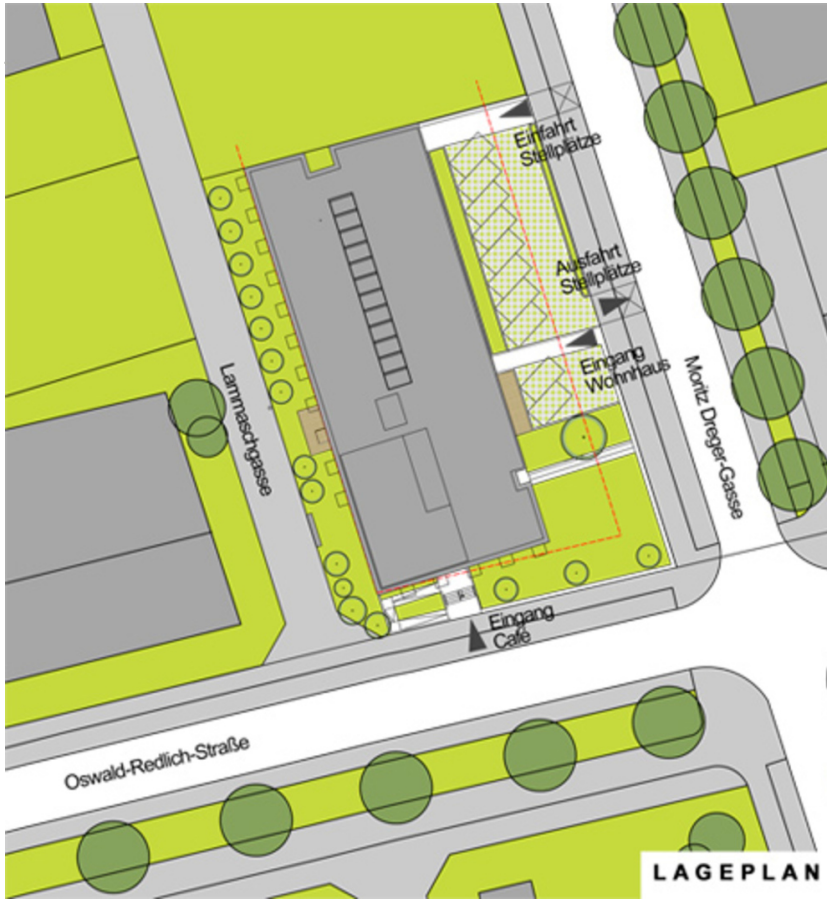 Einfahrt
Stellplätze
Ausfahrt
Stellplätze
Eingang
Wohnhaus
Moritz Dreger-Gasse
Lammaschgasse
Eingang
Café
Oswald-Redlich-Straße
LAGEPLAN